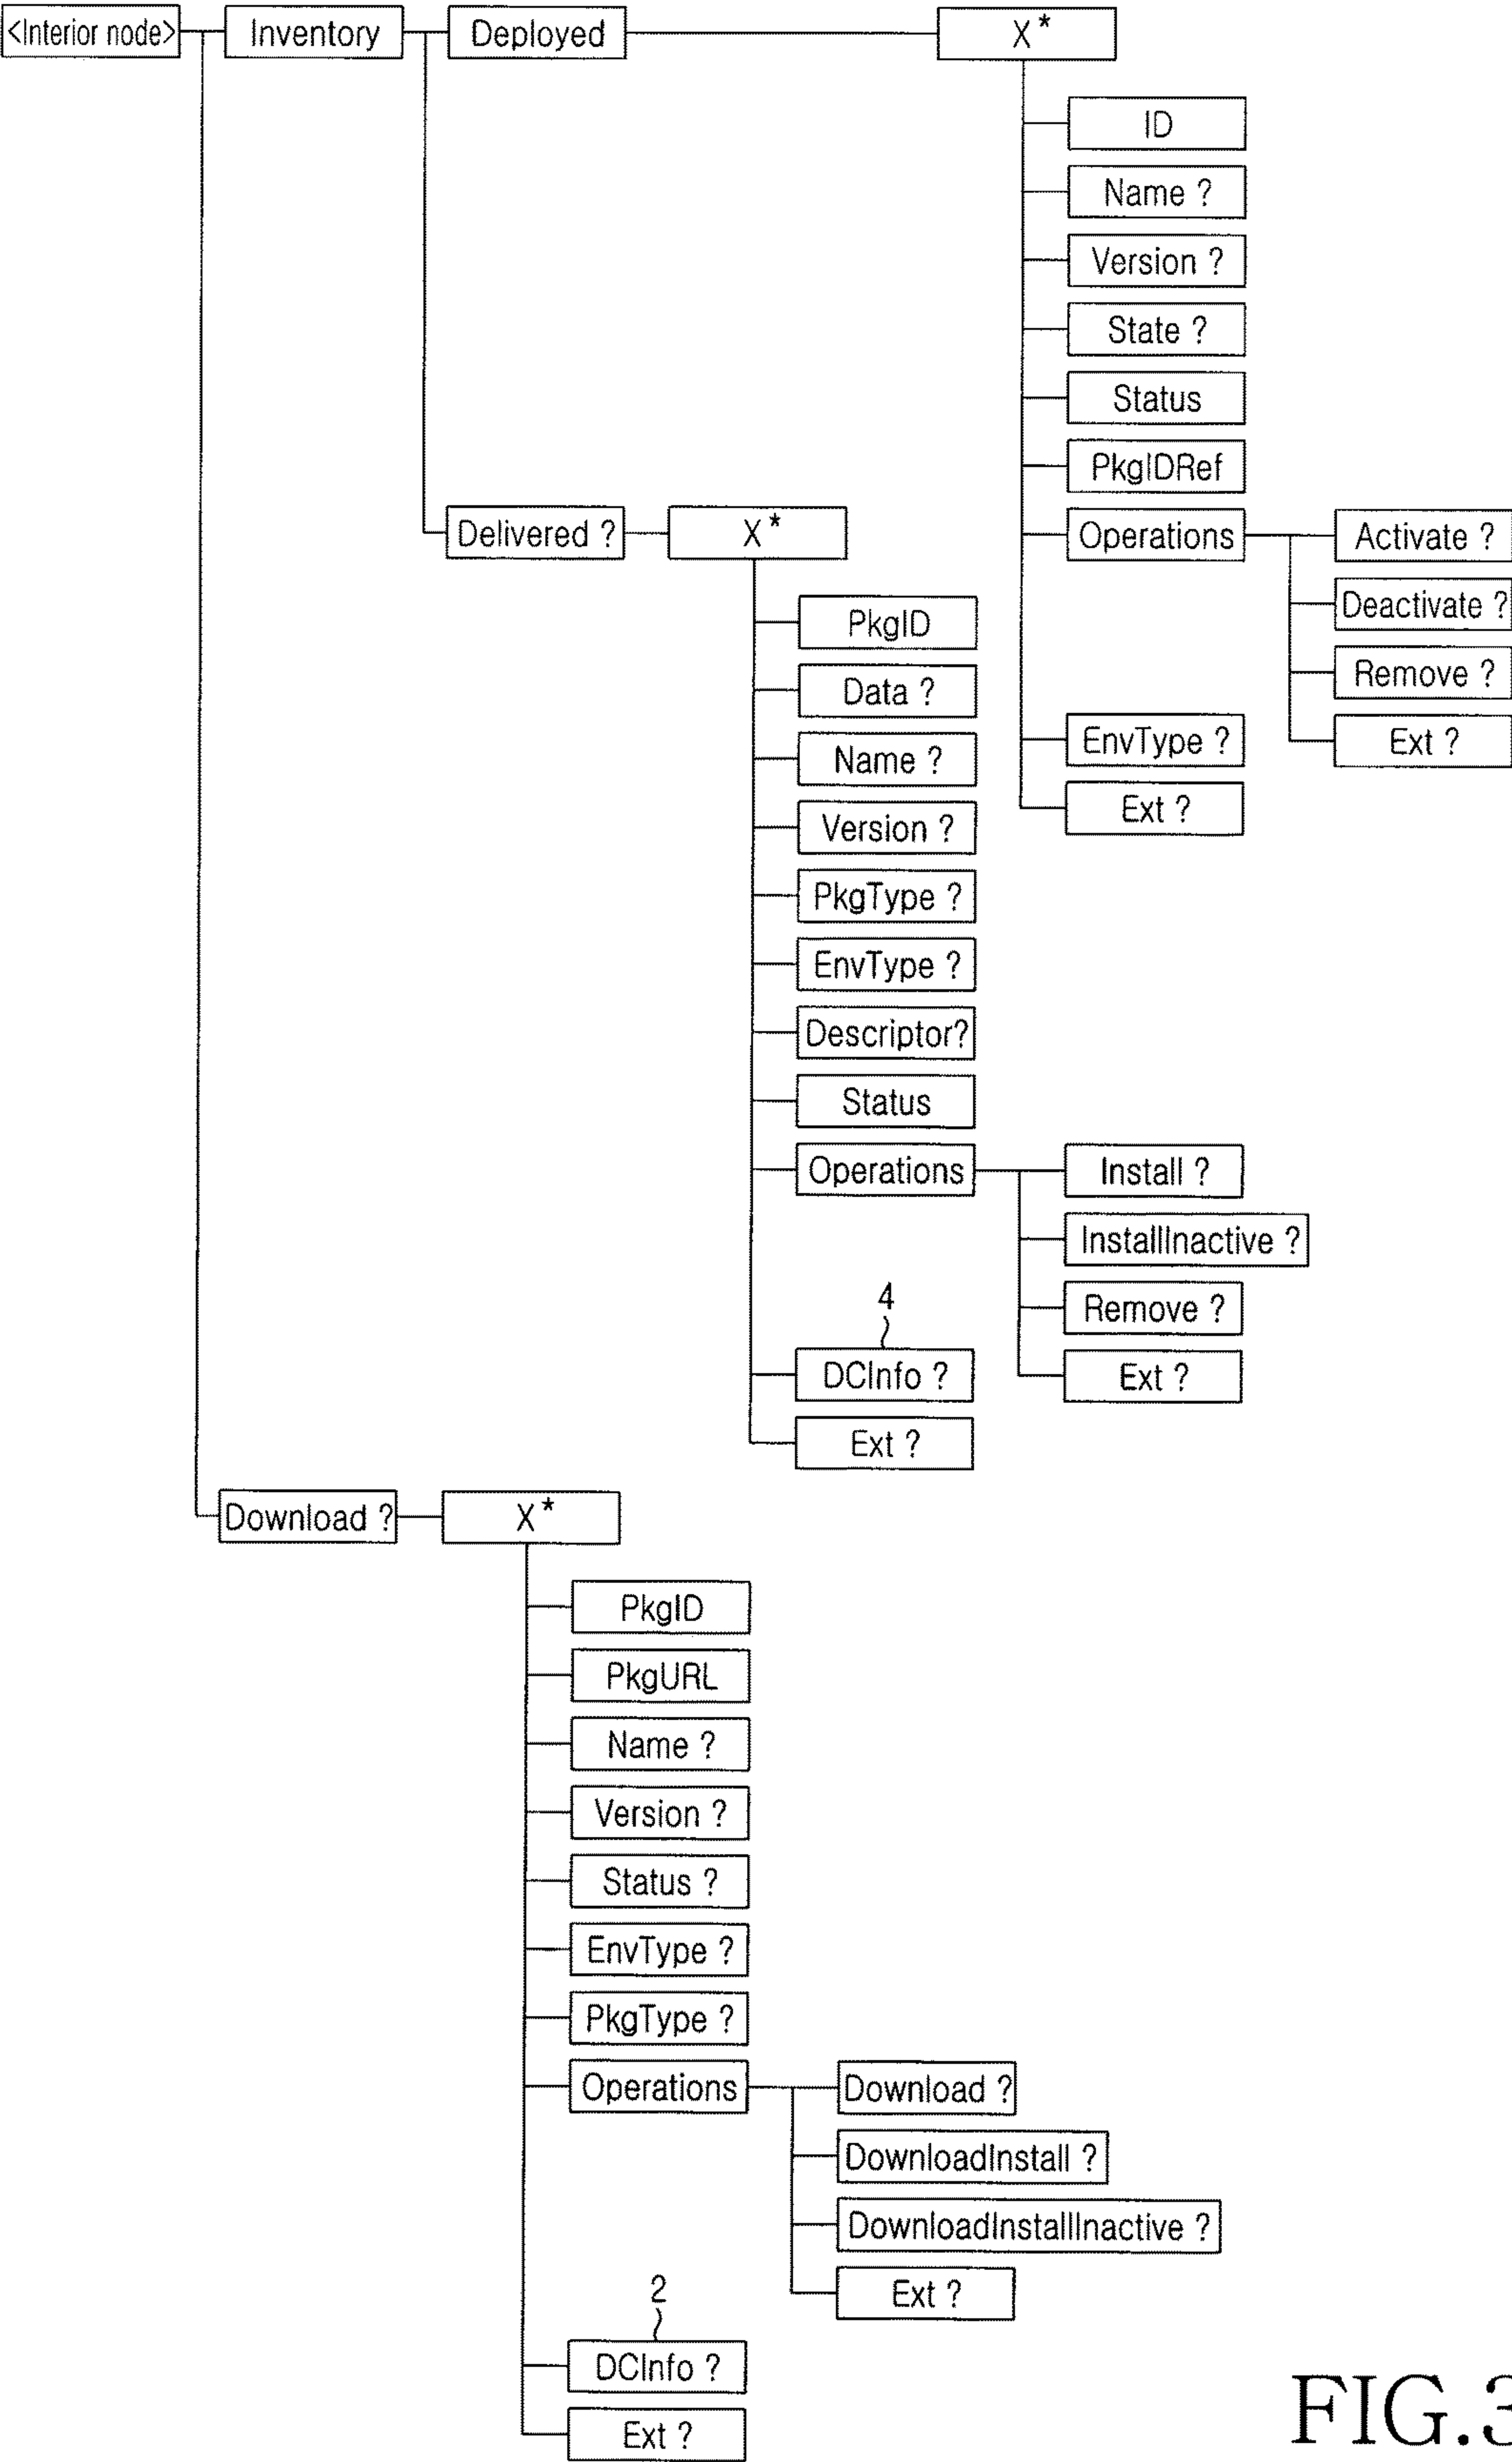 <Interior node>
Inventory
Deployed
X*
ID
Name ?
Version ?
State ?
Status
PkgIDRef
Operations
Activate ?
Deactivate ?
Remove ?
Ext ?
EnvType ?
Ext ?
Delivered ?
X*
PkgID
Data ?
Name ?
Version ?
PkgType ?
EnvType ?
Descriptor?
Status
Operations
Install ?
InstallInactive ?
Remove ?
Ext ?
4
DCInfo ?
Ext ?
Download ?
X*
PkgID
PkgURL
Name ?
Version ?
Status ?
EnvType ?
PkgType ?
Operations
Download ?
DownloadInstall ?
DownloadInstallInactive ?
Ext ?
2
DCInfo ?
Ext ?
FIG.3